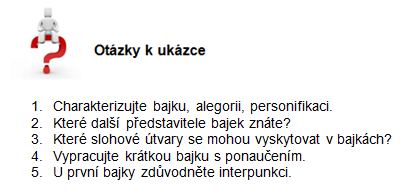 Otázky k ukázce
1. Charakterizujte bajku, alegorii, personifikaci.
2. Které další představitele bajek znáte?
3. Které slohové útvary se mohou vyskytovat v bajkách?
4. Vypracujte krátkou bajku s ponaučením.
5. U první bajky zdůvodněte interpunkci.